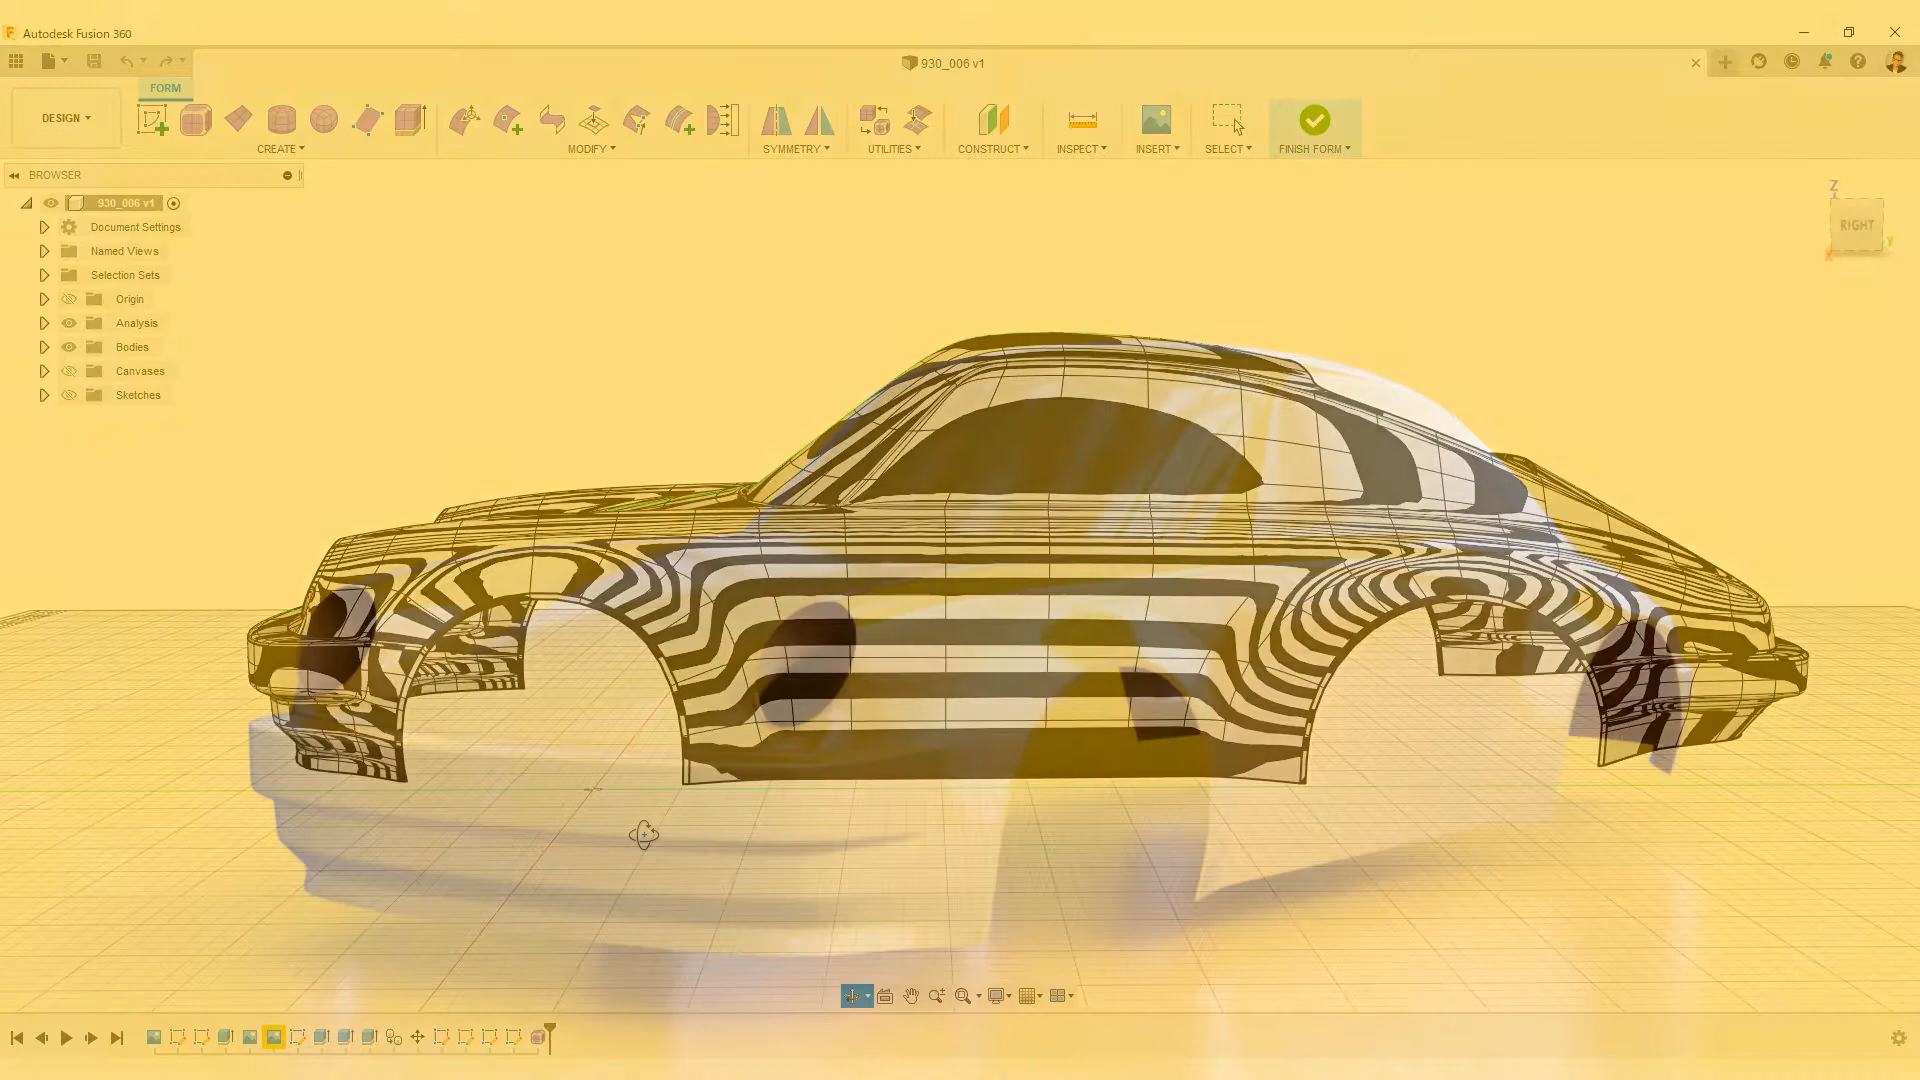 Autodesk Fusion 360
930_006 v1
FORM
DESIGN
CREATE
MODIFY
SYMMETRY
UTILITIES
CONSTRUCT
INSPECT
INSERT
SELECT
FINISH FORM
BROWSER
930_006 v1
Document Settings
Named Views
Selection Sets
Origin
Analysis
Bodies
Canvases
Sketches
Z
RIGHT
Y
X